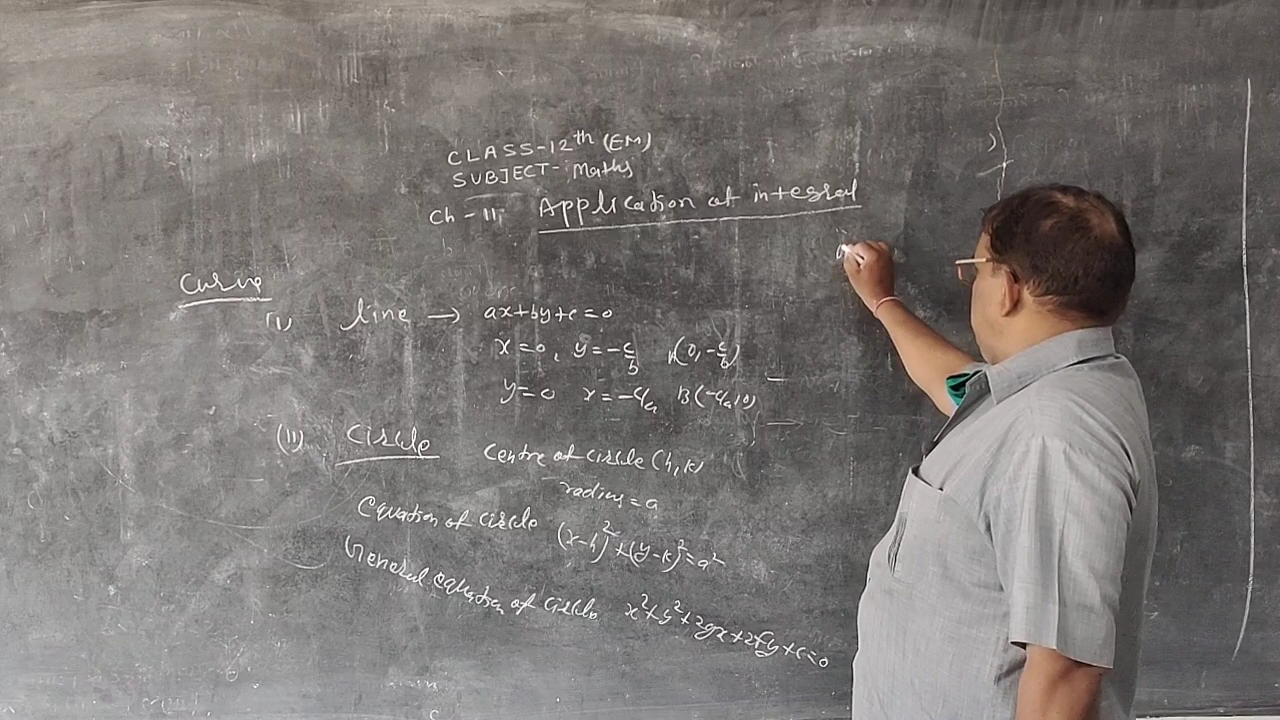 CLASS-12th (EM)
SUBJECT- Maths
Ch - 11 Application of integral
Curve
(i) line → ax+by+c=0
x=0, y=-c/b A(0, -c/b)
y=0 x=-c/a B(-c/a, 0)
(ii) Circle Centre of circle (h, k)
radius = a
Equation of circle (x-h)²+(y-k)²=a²
General equation of circle x²+y²+2gx+2fy+c=0